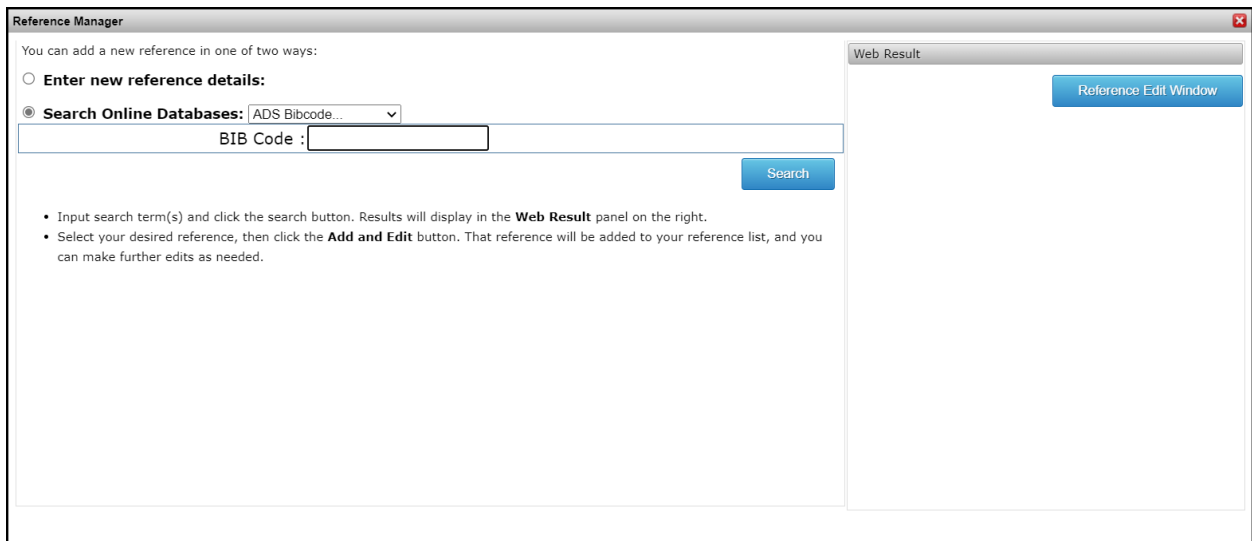 Reference Manager
You can add a new reference in one of two ways:
Enter new reference details:
Search Online Databases: ADS Bibcode...
BIB Code :
Search
• Input search term(s) and click the search button. Results will display in the Web Result panel on the right.
• Select your desired reference, then click the Add and Edit button. That reference will be added to your reference list, and you
can make further edits as needed.
Web Result
Reference Edit Window